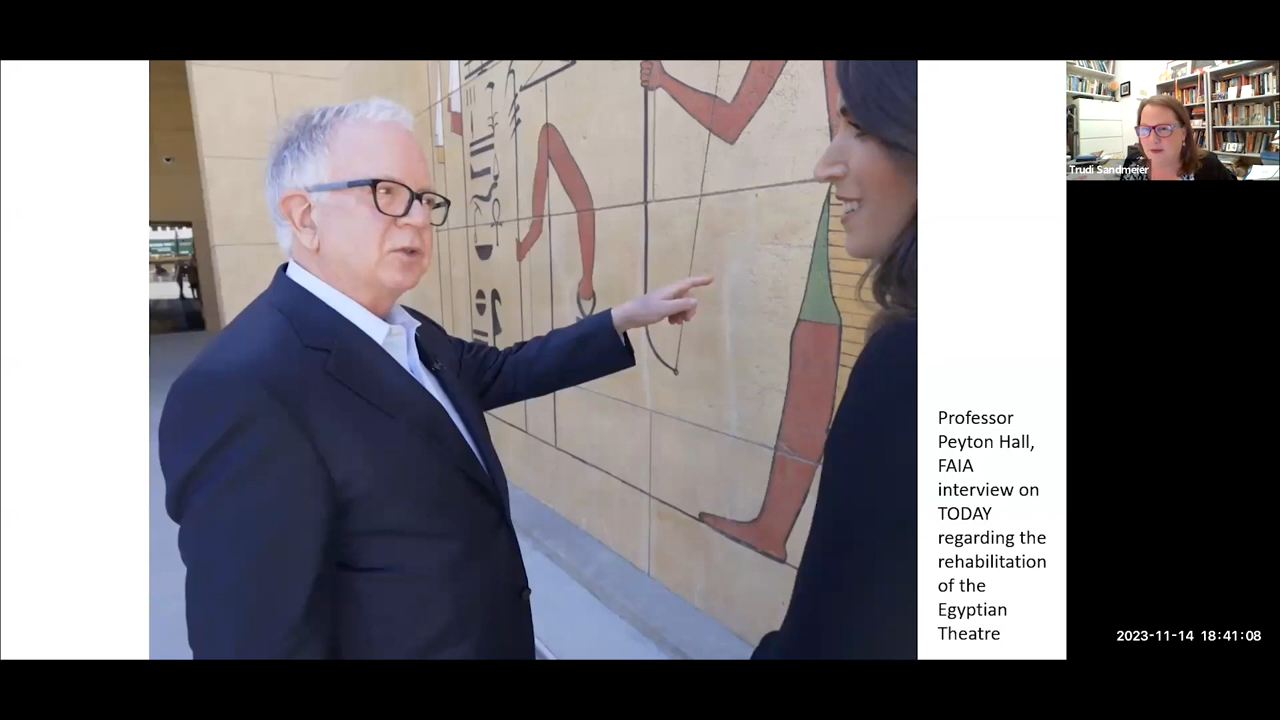 Trudi Sandmeier
Professor
Peyton Hall,
FAIA
interview on
TODAY
regarding the
rehabilitation
of the
Egyptian
Theatre
2023-11-14 18:41:08